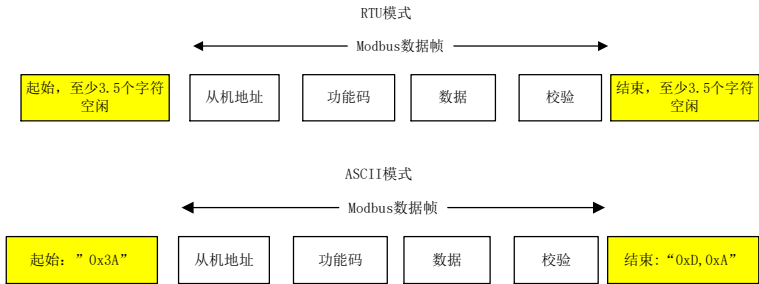 RTU模式
Modbus数据帧
起始，至少3.5个字符
空闲
从机地址
功能码
数据
校验
结束，至少3.5个字符
空闲
ASCII模式
Modbus数据帧
起始：”0x3A”
从机地址
功能码
数据
校验
结束:“0xD,0xA”